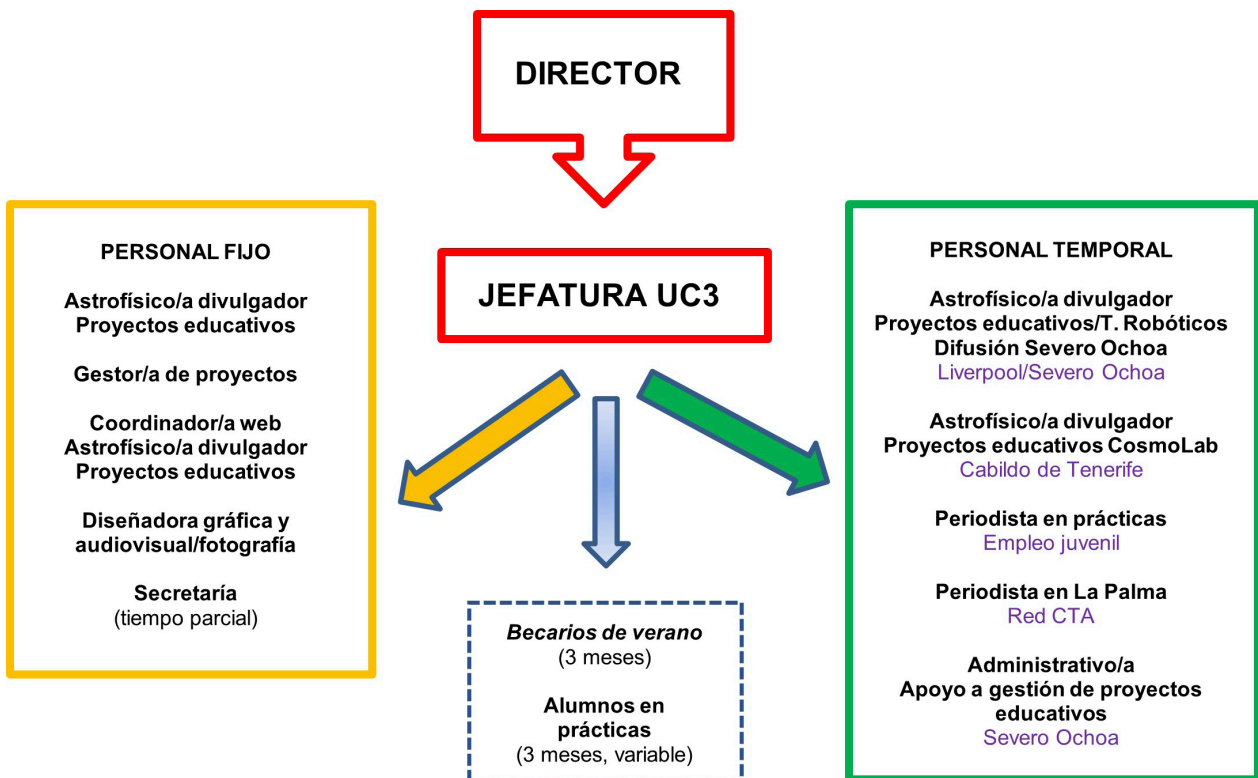 DIRECTOR
JEFATURA UC3
PERSONAL FIJO
Astrofísico/a divulgador
Proyectos educativos
Gestor/a de proyectos
Coordinador/a web
Astrofísico/a divulgador
Proyectos educativos
Diseñadora gráfica y
audiovisual/fotografía
Secretaría
(tiempo parcial)
Becarios de verano
(3 meses)
Alumnos en
prácticas
(3 meses, variable)
PERSONAL TEMPORAL
Astrofísico/a divulgador
Proyectos educativos/T. Robóticos
Difusión Severo Ochoa
Liverpool/Severo Ochoa
Astrofísico/a divulgador
Proyectos educativos CosmoLab
Cabildo de Tenerife
Periodista en prácticas
Empleo juvenil
Periodista en La Palma
Red CTA
Administrativo/a
Apoyo a gestión de proyectos
educativos
Severo Ochoa